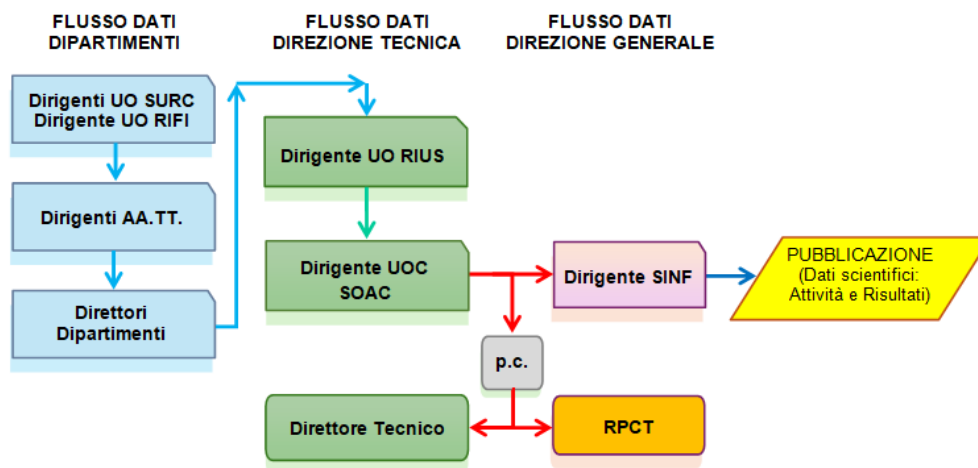 FLUSSO DATI
DIPARTIMENTI
FLUSSO DATI
DIREZIONE TECNICA
FLUSSO DATI
DIREZIONE GENERALE
Dirigenti UO SURC
Dirigente UO RIFI
Dirigente UO RIUS
Dirigenti AA.TT.
Dirigente UOC
SOAC
Dirigente SINF
PUBBLICAZIONE
(Dati scientifici:
Attività e Risultati)
Direttori
Dipartimenti
p.c.
Direttore Tecnico
RPCT